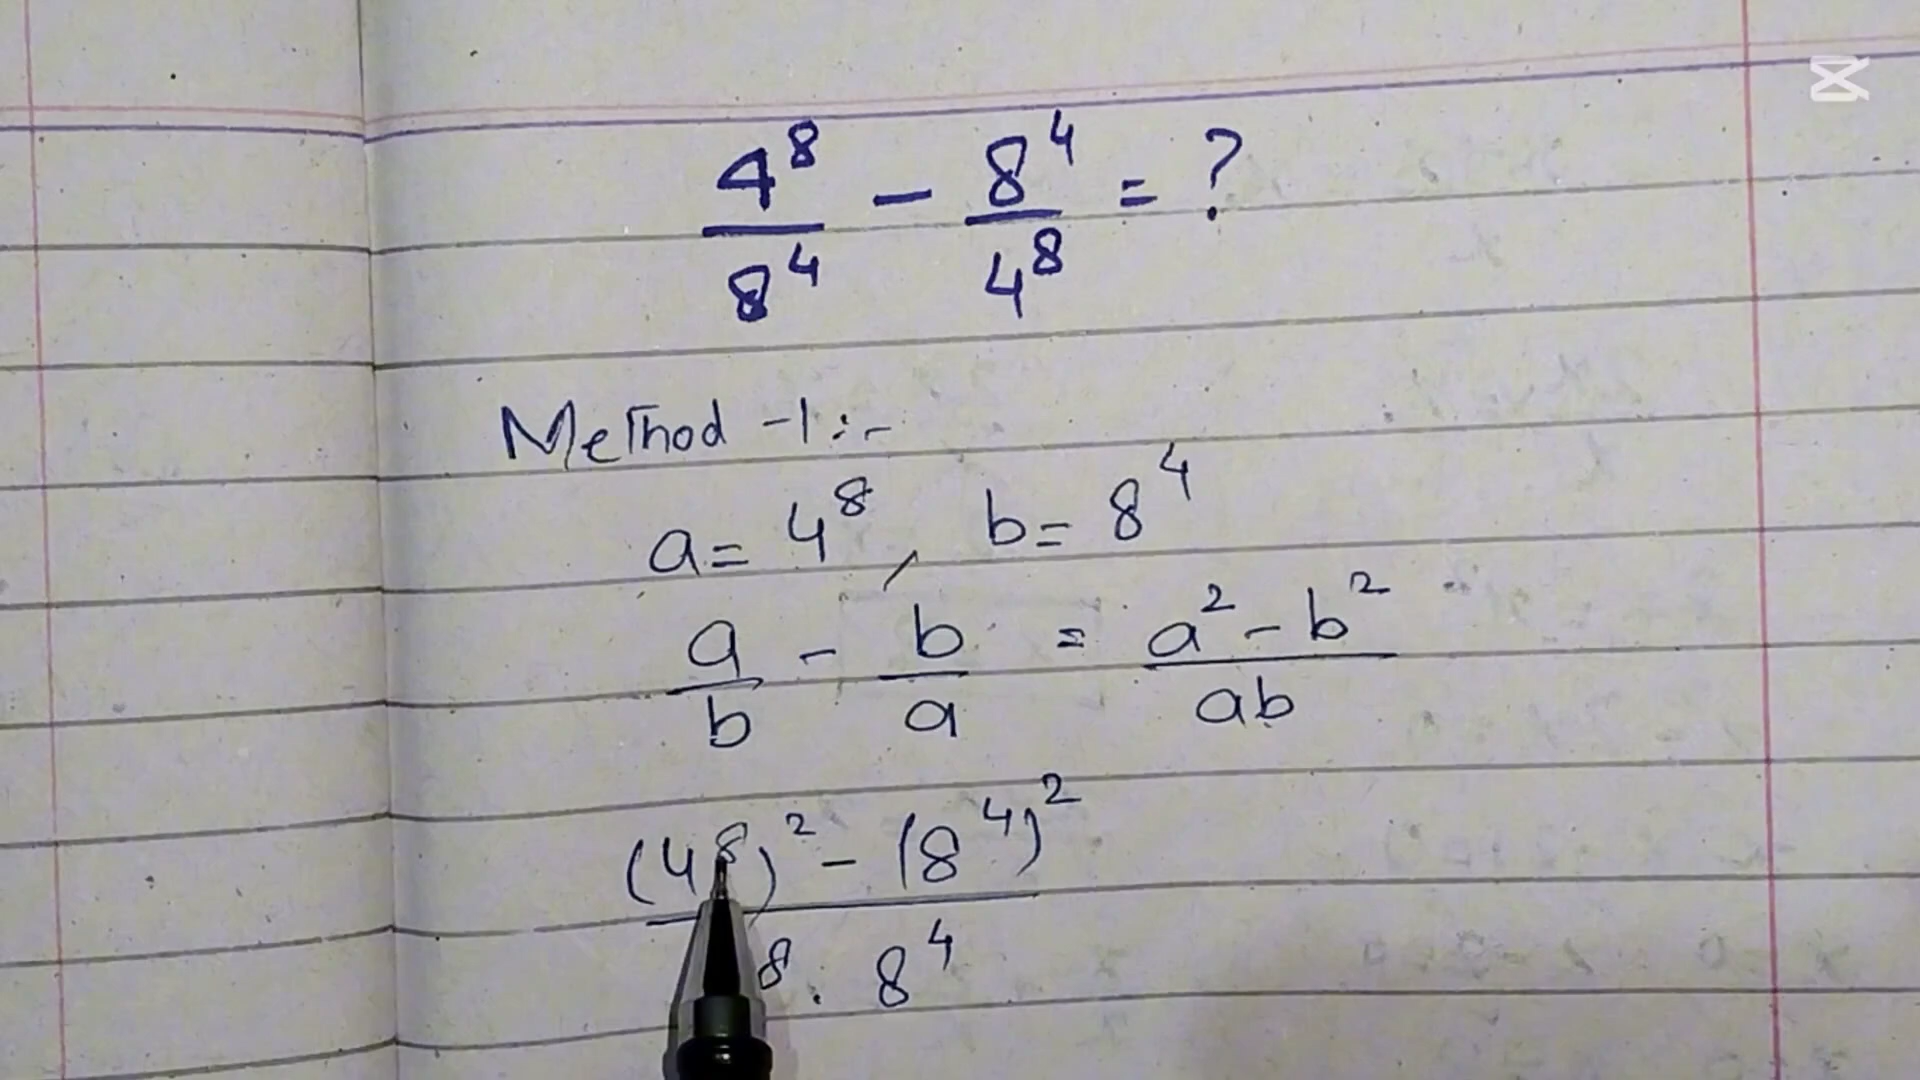 4^8/8^4 - 8^4/4^8 = ?
Method -1 :-
a = 4^8, b = 8^4
a/b - b/a = a^2 - b^2/ab
(4^8)^2 - (8^4)^2/ ^8 . 8^4